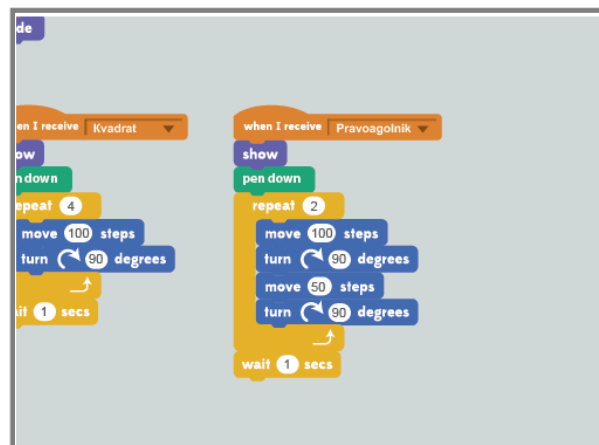 de
en I receive Kvadrat
ow
n down
epeat 4
move 100 steps
turn 90 degrees
it 1 secs
when I receive Pravoagolnik
show
pen down
repeat 2
move 100 steps
turn 90 degrees
move 50 steps
turn 90 degrees
wait 1 secs